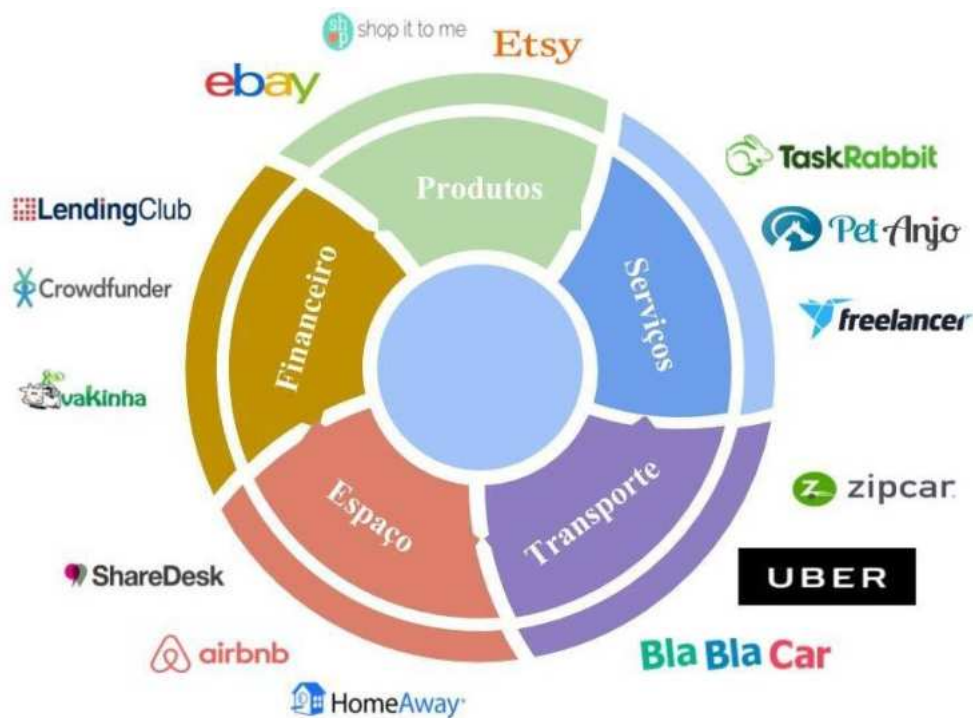 shop it to me
Etsy
ebay
TaskRabbit
Produtos
LendingClub
Pet Anjo
Serviços
Financeiro
Crowdfunder
freelancer
vakinha
zipcar
Espaço
Transporte
ShareDesk
UBER
airbnb
Bla Bla Car
HomeAway